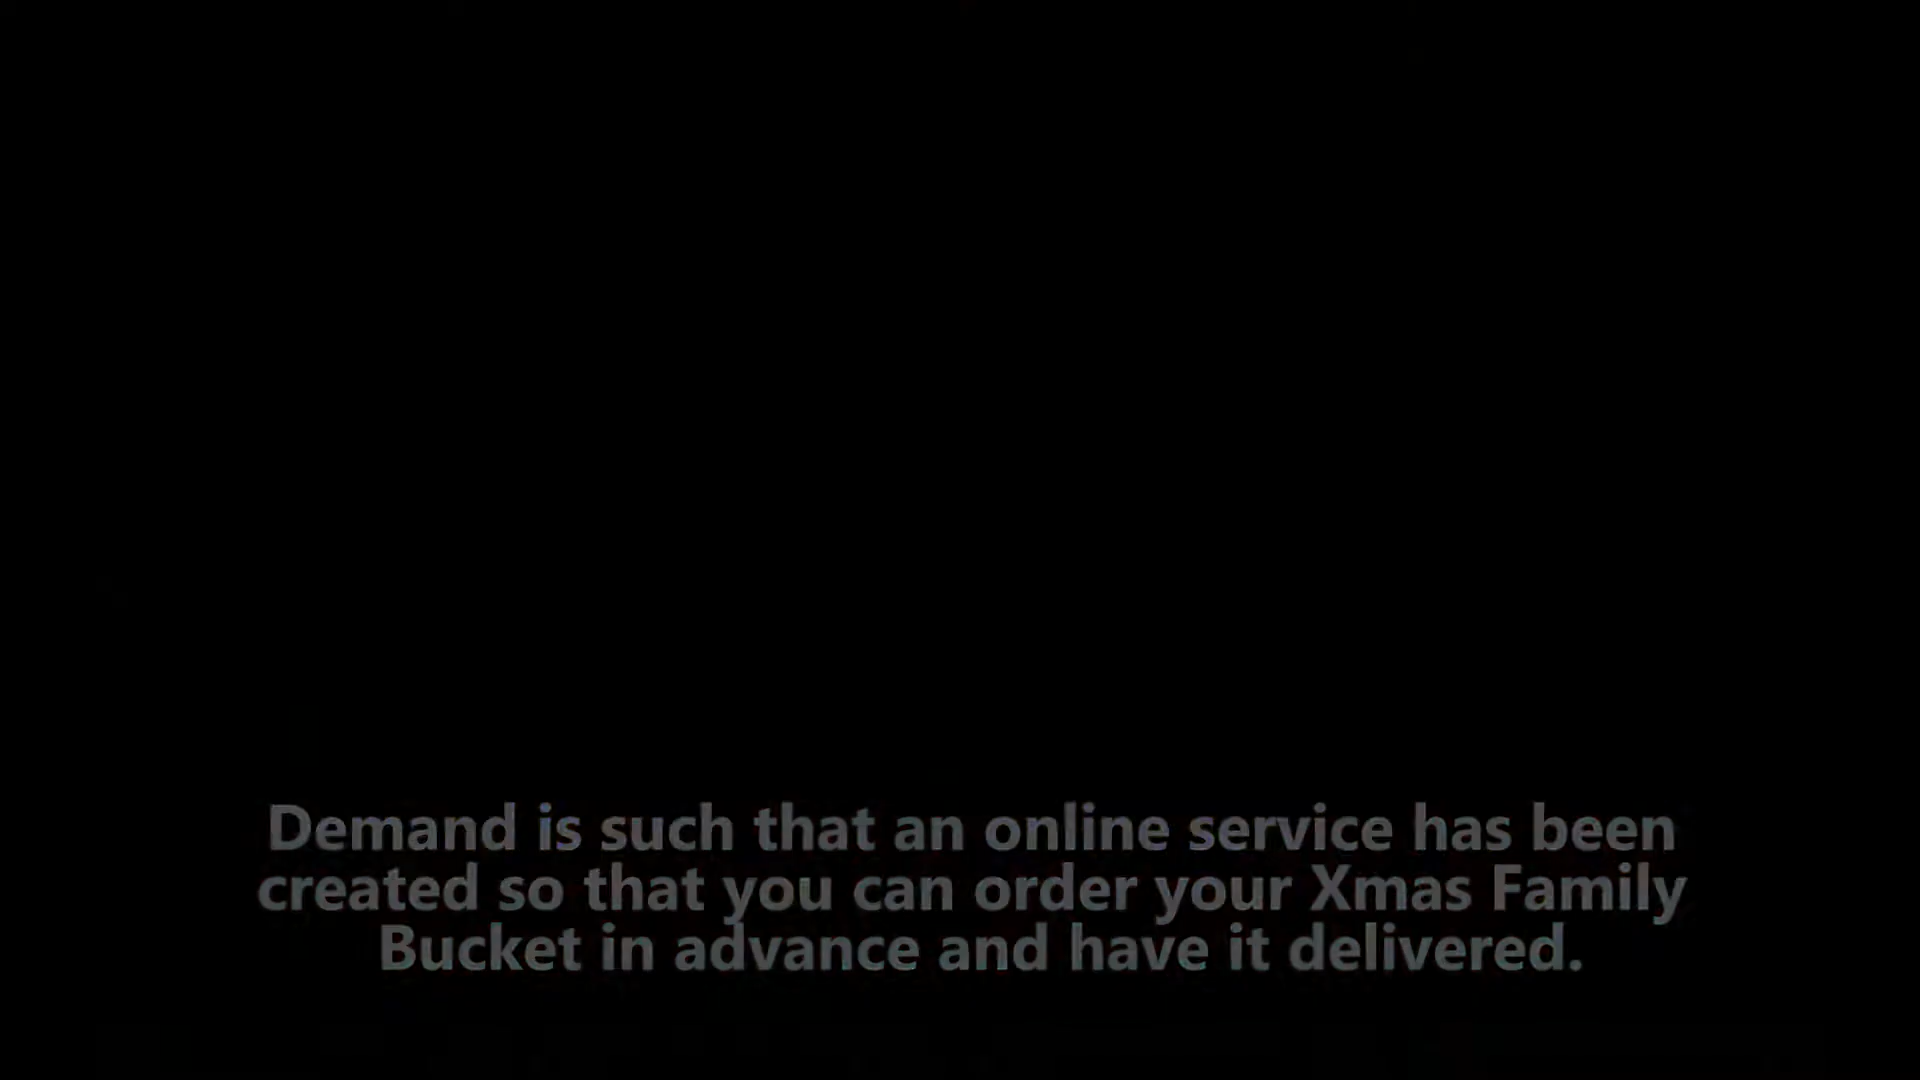 Demand is such that an online service has been
created so that you can order your Xmas Family
Bucket in advance and have it delivered.